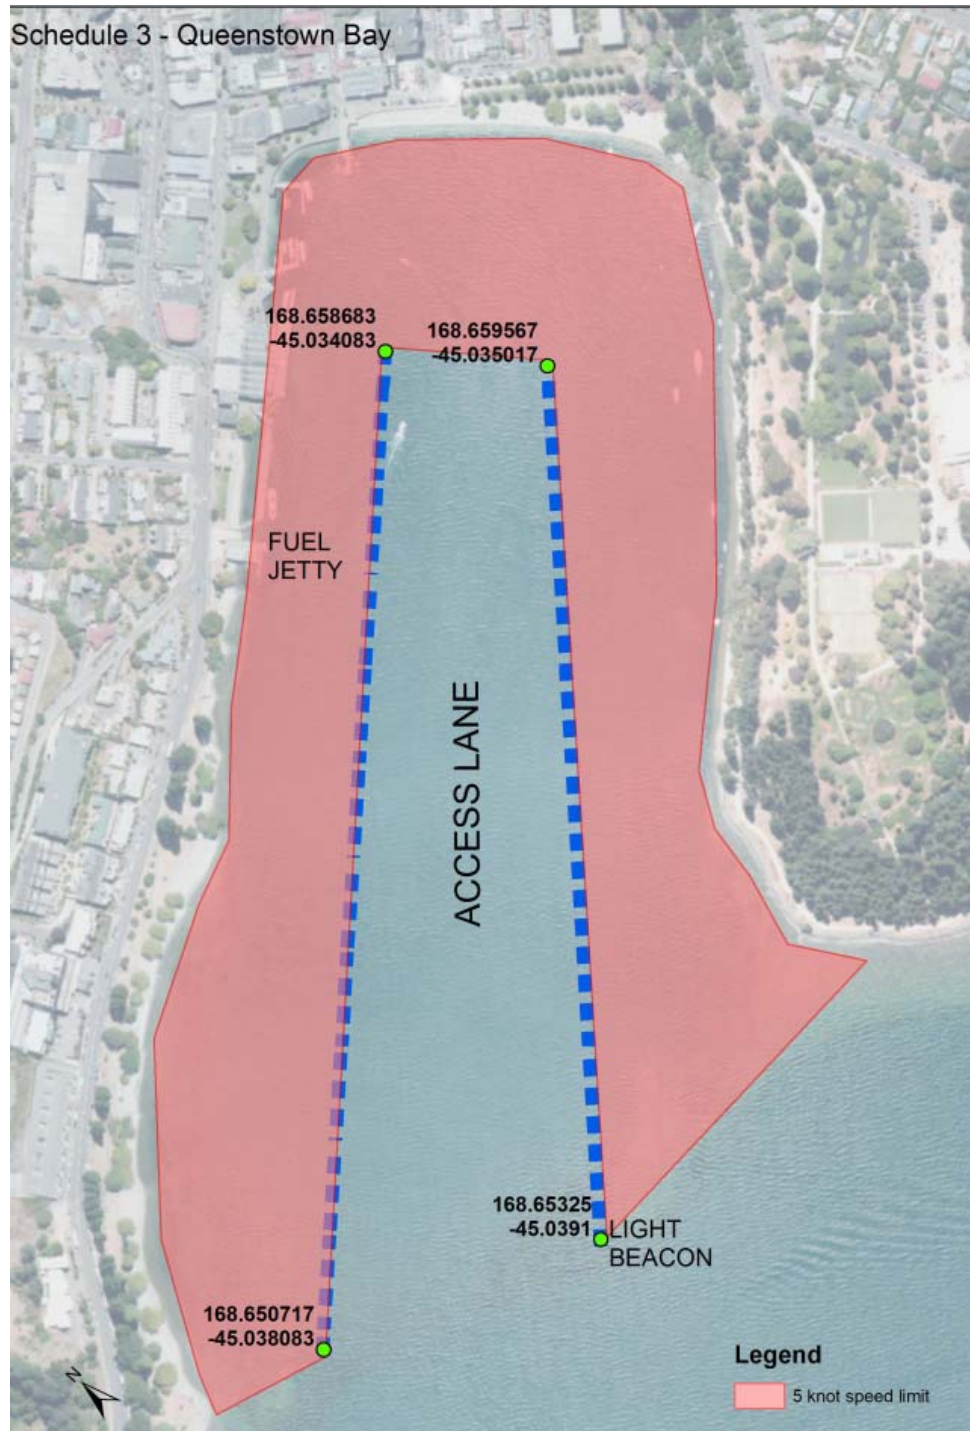 Schedule 3 - Queenstown Bay
168.658683
-45.034083
168.659567
-45.035017
FUEL
JETTY
ACCESS LANE
168.65325
-45.0391
LIGHT
BEACON
168.650717
-45.038083
N
Legend
5 knot speed limit